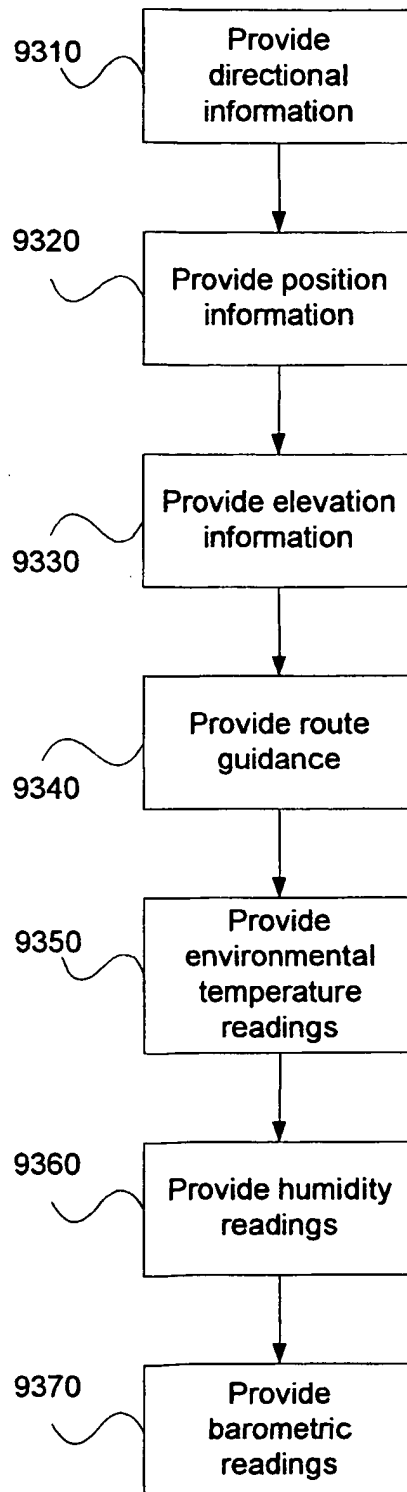 9310
Provide
directional
information
9320
Provide position
information
Provide elevation
information
9330
Provide route
guidance
9340
9350
Provide
environmental
temperature
readings
9360
Provide humidity
readings
9370
Provide
barometric
readings